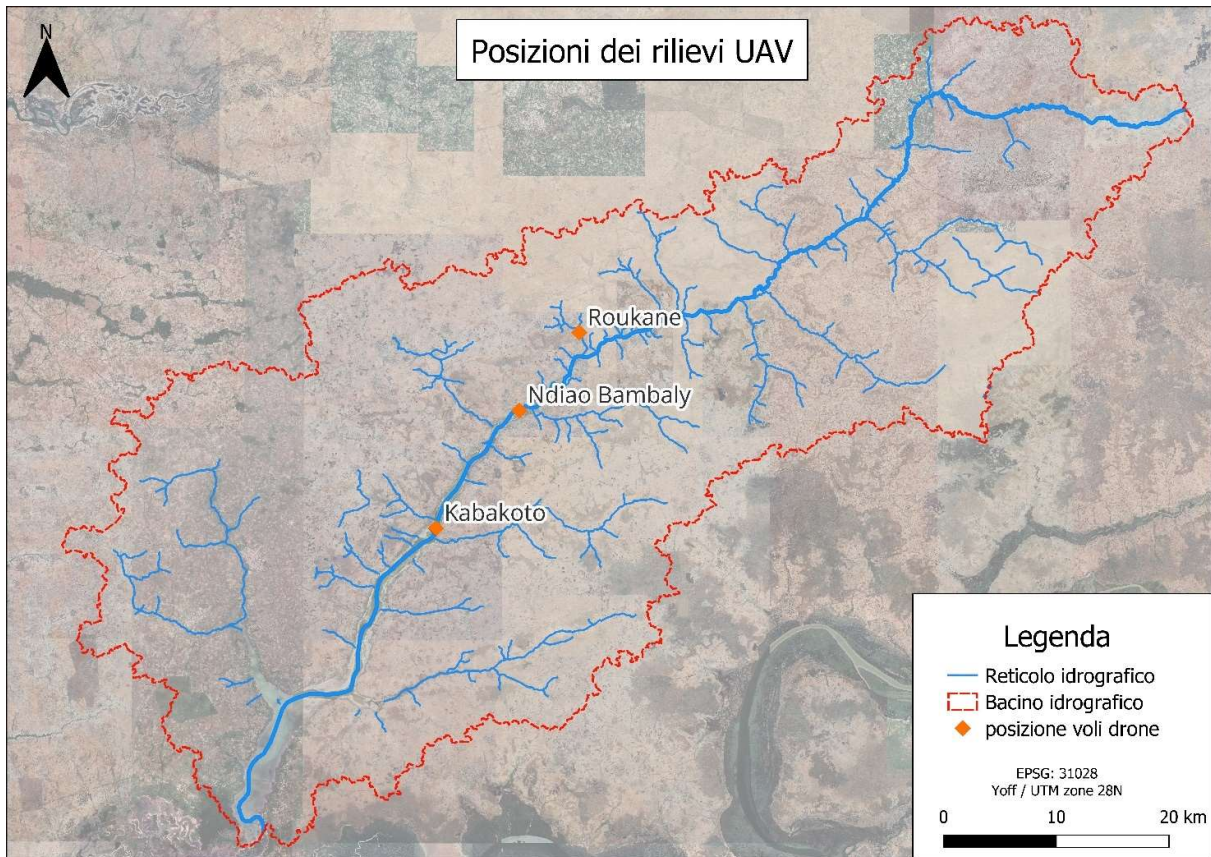 N
Posizioni dei rilievi UAV
Roukane
Ndiao Bambaly
Kabakoto
Legenda
Reticolo idrografico
Bacino idrografico
posizione voli drone
EPSG: 31028
Yoff / UTM zone 28N
0 10 20 km